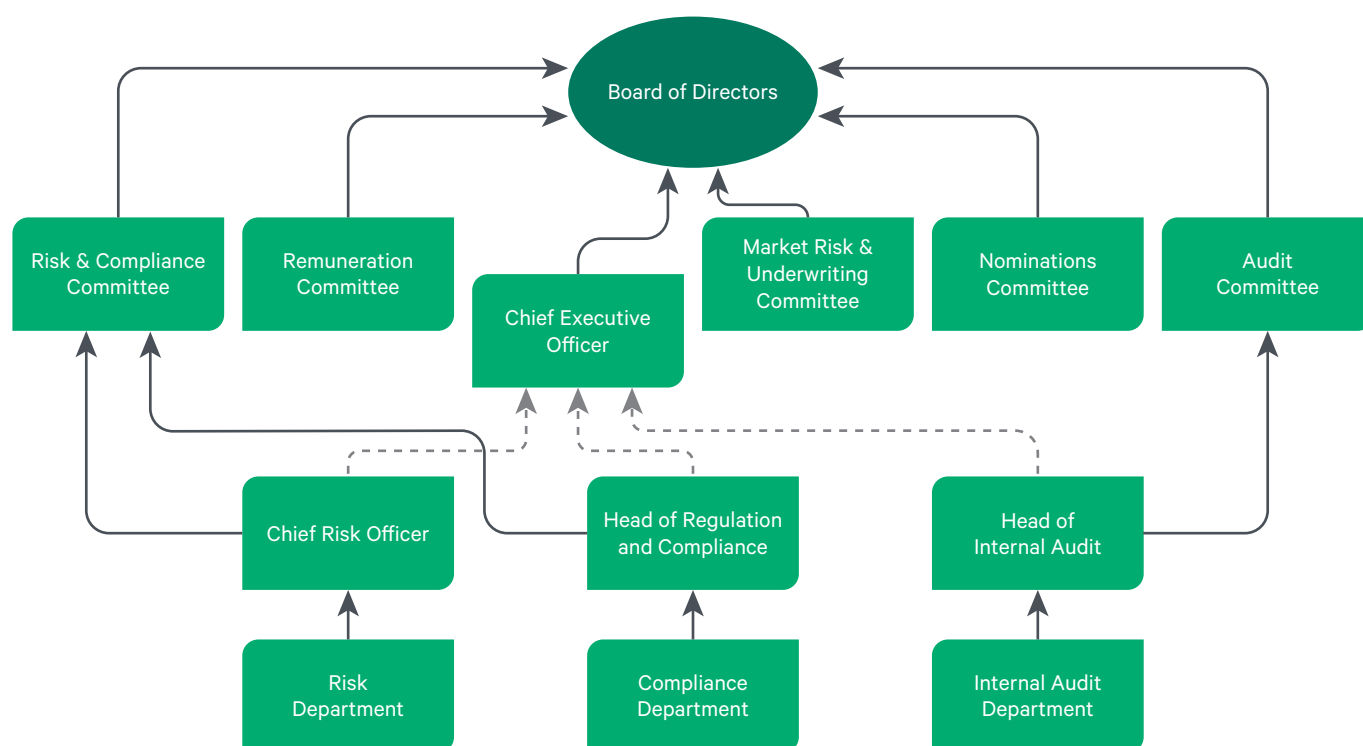 Board of Directors
Risk & Compliance
Committee
Remuneration
Committee
Chief Executive
Officer
Market Risk &
Underwriting
Committee
Nominations
Committee
Audit
Committee
Chief Risk Officer
Head of Regulation
and Compliance
Head of
Internal Audit
Risk
Department
Compliance
Department
Internal Audit
Department